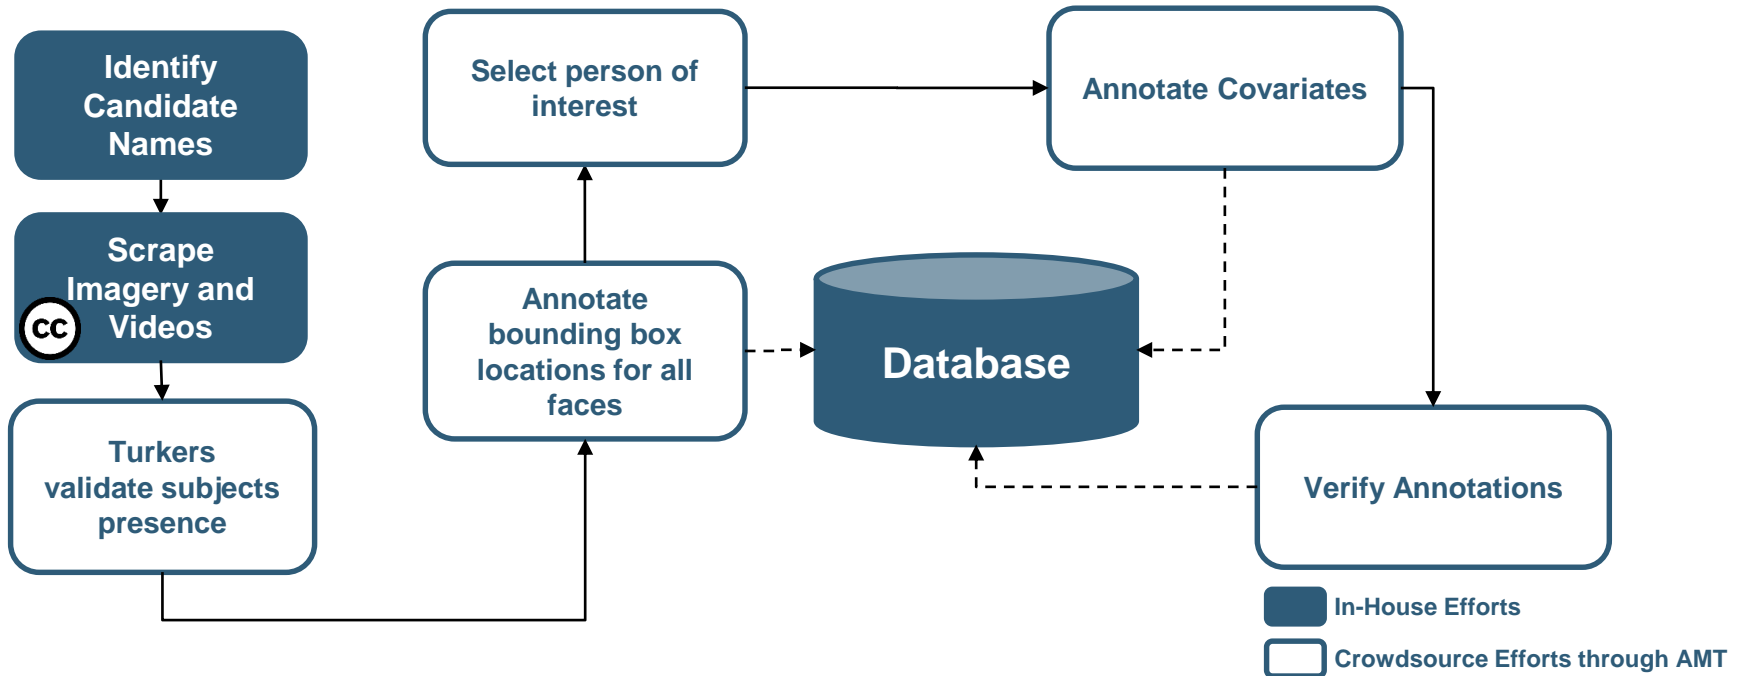 Identify
Candidate
Names
Scrape
Imagery and
Videos
cc
Turkers
validate subjects
presence
Select person of
interest
Annotate
bounding box
locations for all
faces
Annotate Covariates
Database
Verify Annotations
In-House Efforts
Crowdsource Efforts through AMT